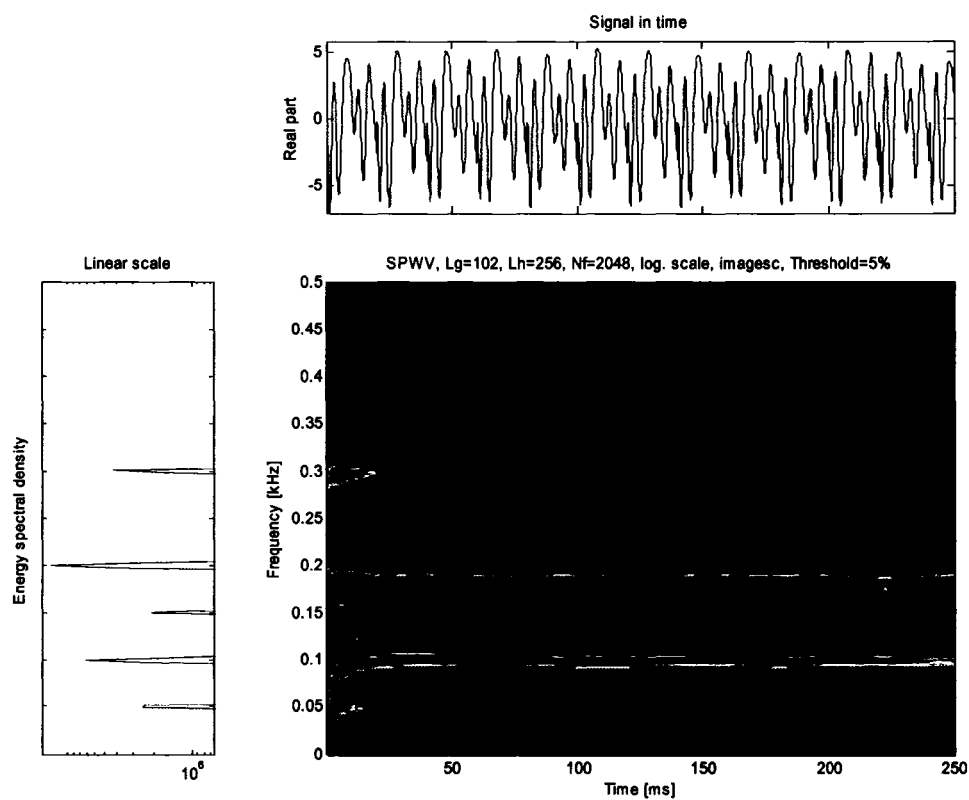 Signal in time
Real part
5
0
-5
Linear scale
Energy spectral density
10^6
SPWV, Lg=102, Lh=256, Nf=2048, log. scale, imagesc, Threshold=5%
Frequency [kHz]
0.5
0.45
0.4
0.35
0.3
0.25
0.2
0.15
0.1
0.05
0
50
100
150
200
250
Time [ms]